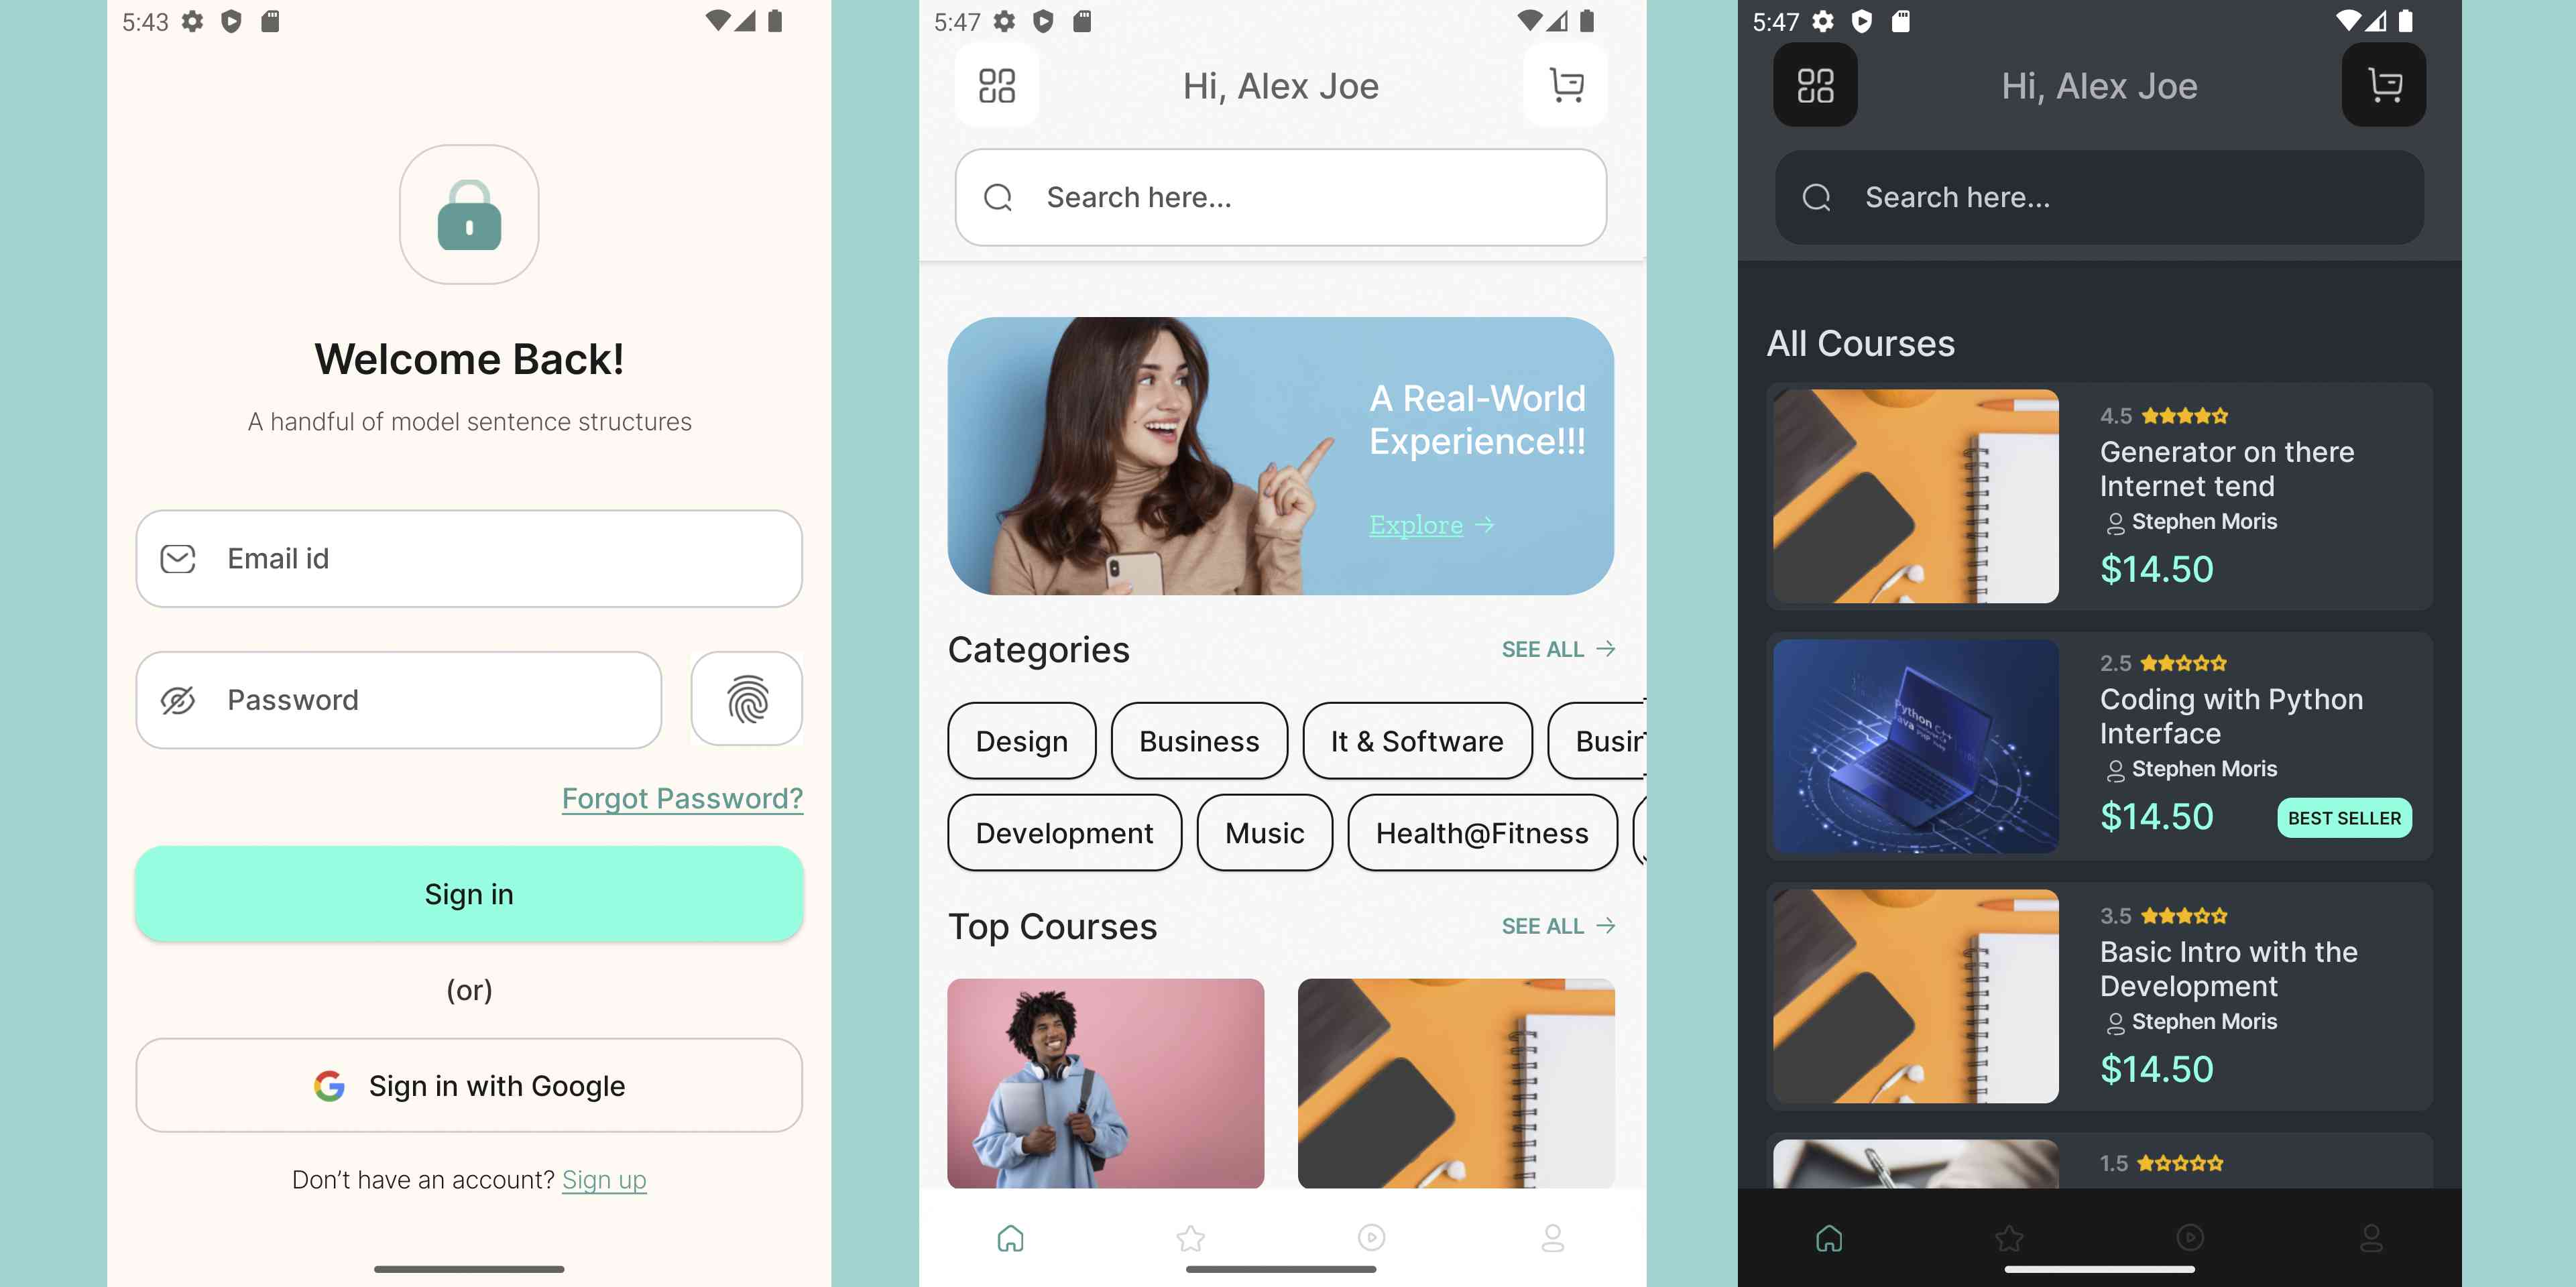 5:43
Welcome Back!
A handful of model sentence structures
Email id
Password
Forgot Password?
Sign in
(or)
Sign in with Google
Don't have an account? Sign up
5:47
Hi, Alex Joe
Search here...
A Real-World
Experience!!!
Explore
Categories
SEE ALL
Design
Business
It & Software
Development
Music
Health@Fitness
Top Courses
SEE ALL
5:47
Hi, Alex Joe
Search here...
All Courses
4.5
Generator on there
Internet tend
Stephen Moris
$14.50
Python C++
Java PHP
2.5
Coding with Python
Interface
Stephen Moris
$14.50
BEST SELLER
3.5
Basic Intro with the
Development
Stephen Moris
$14.50
1.5